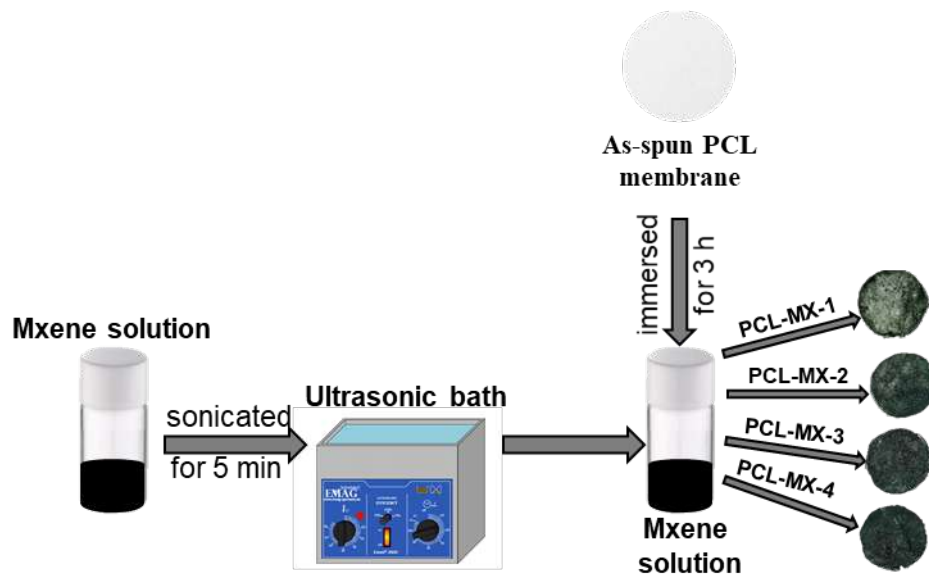 As-spun PCL
membrane
immersed
for 3 h
Mxene solution
sonicated
for 5 min
Ultrasonic bath
EMAG
PCL-MX-1
PCL-MX-2
PCL-MX-3
PCL-MX-4
Mxene
solution